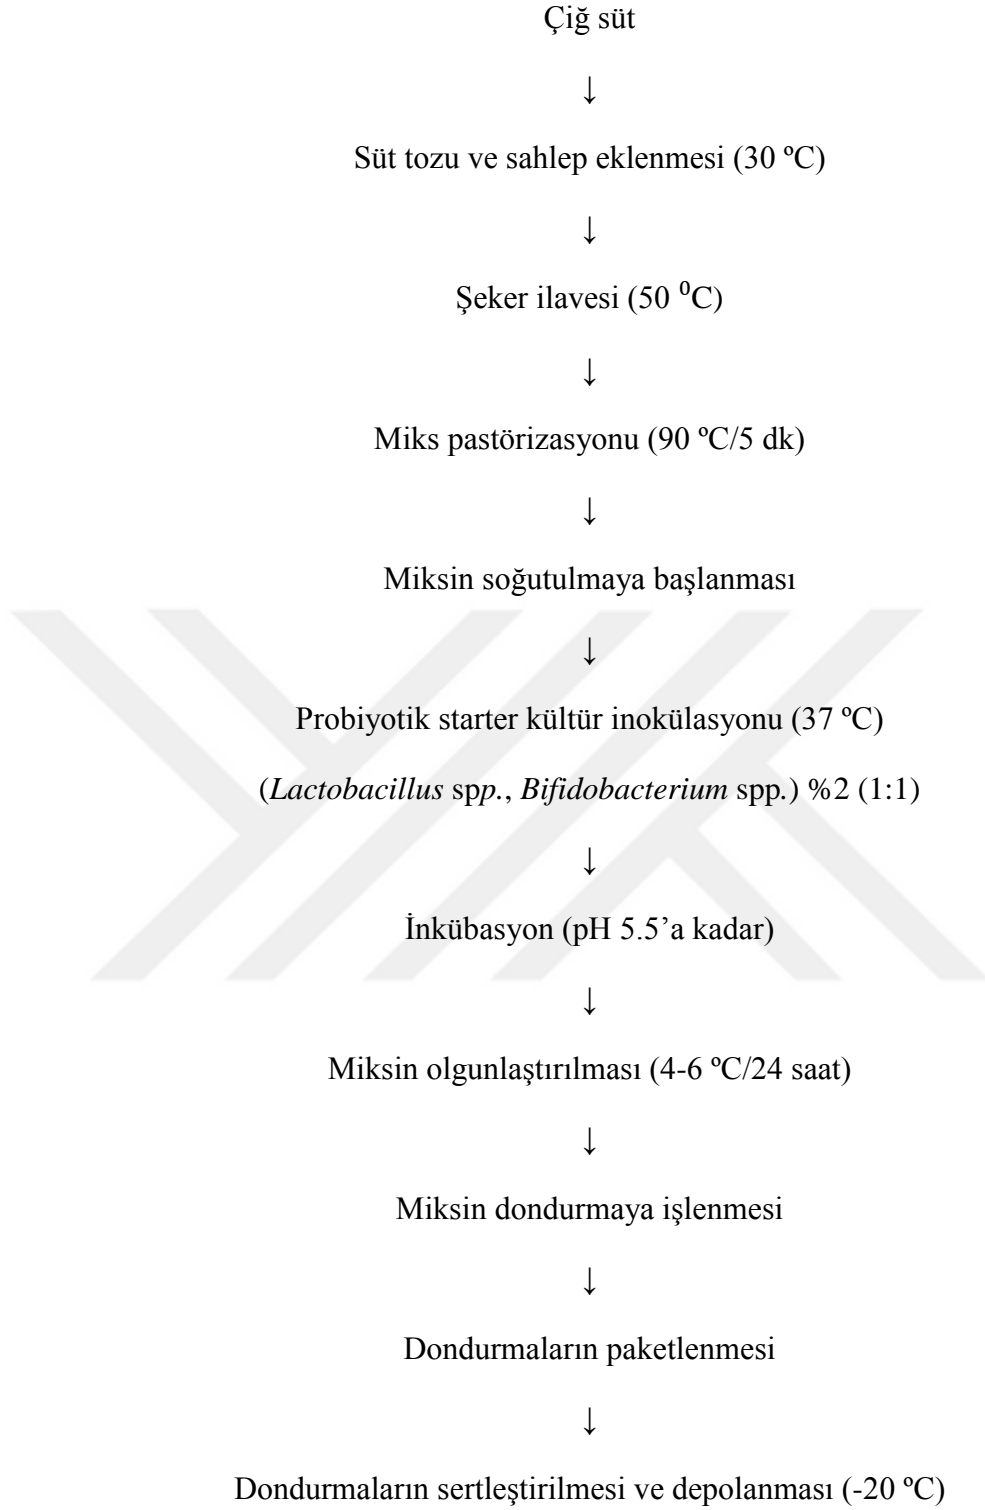 Çiğ süt
↓
Süt tozu ve sahlep eklenmesi (30 ºC)
↓
Şeker ilavesi (50 ⁰C)
↓
Miks pastörizasyonu (90 ºC/5 dk)
↓
Miksin soğutulmaya başlanması
↓
Probiyotik starter kültür inokülasyonu (37 ºC)
(Lactobacillus spp., Bifidobacterium spp.) %2 (1:1)
↓
İnkübasyon (pH 5.5’a kadar)
↓
Miksin olgunlaştırılması (4-6 ºC/24 saat)
↓
Miksin dondurmaya işlenmesi
↓
Dondurmaların paketlenmesi
↓
Dondurmaların sertleştirilmesi ve depolanması (-20 ºC)